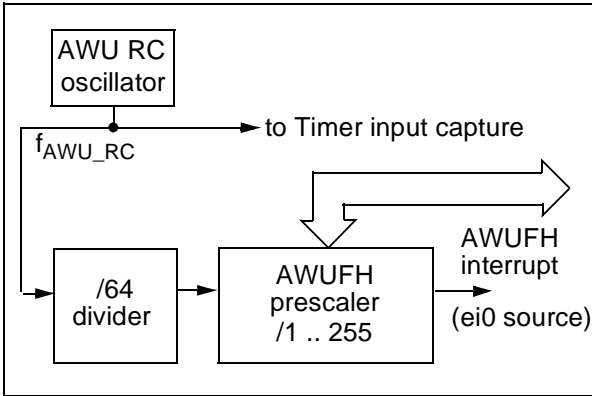 AWU RC
oscillator
to Timer input capture
fAWU_RC
/64
divider
AWUFH
prescaler
/1 .. 255
AWUFH
interrupt
(ei0 source)